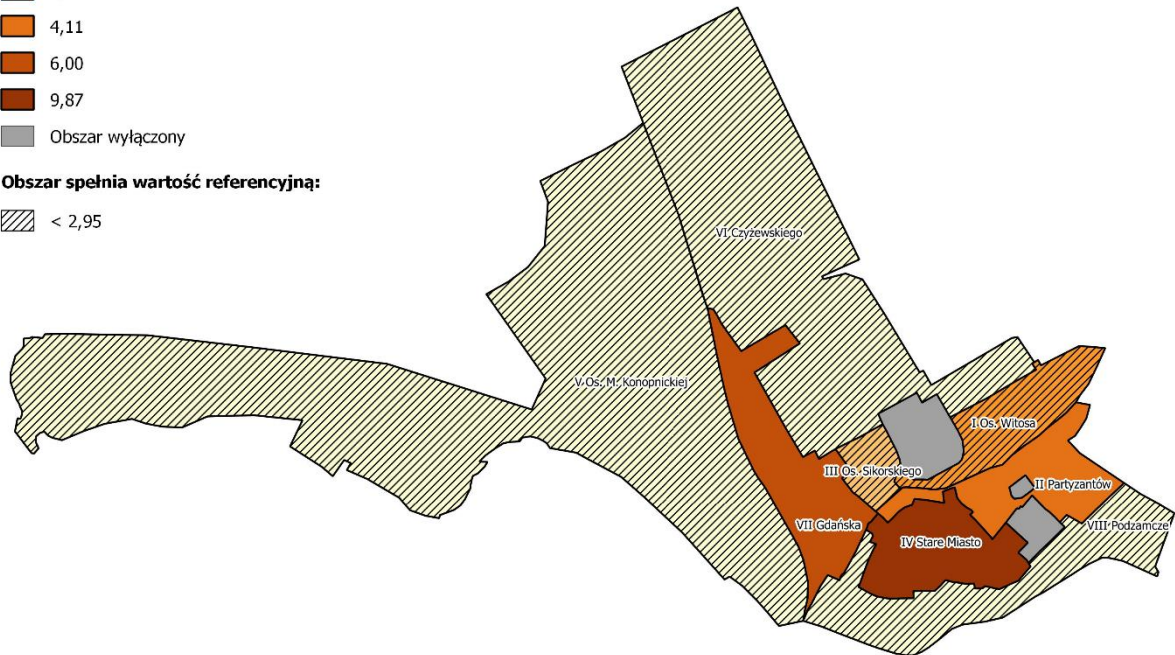 4,11
6,00
9,87
Obszar wyłączony
Obszar spełnia wartość referencyjną:
< 2,95
VI Czyżewskiego
V Os. M. Konopnickiej
I Os. Witosa
III Os. Sikorskiego
II Partyzantów
VII Gdańska
VIII Podzamcze
IV Stare Miasto